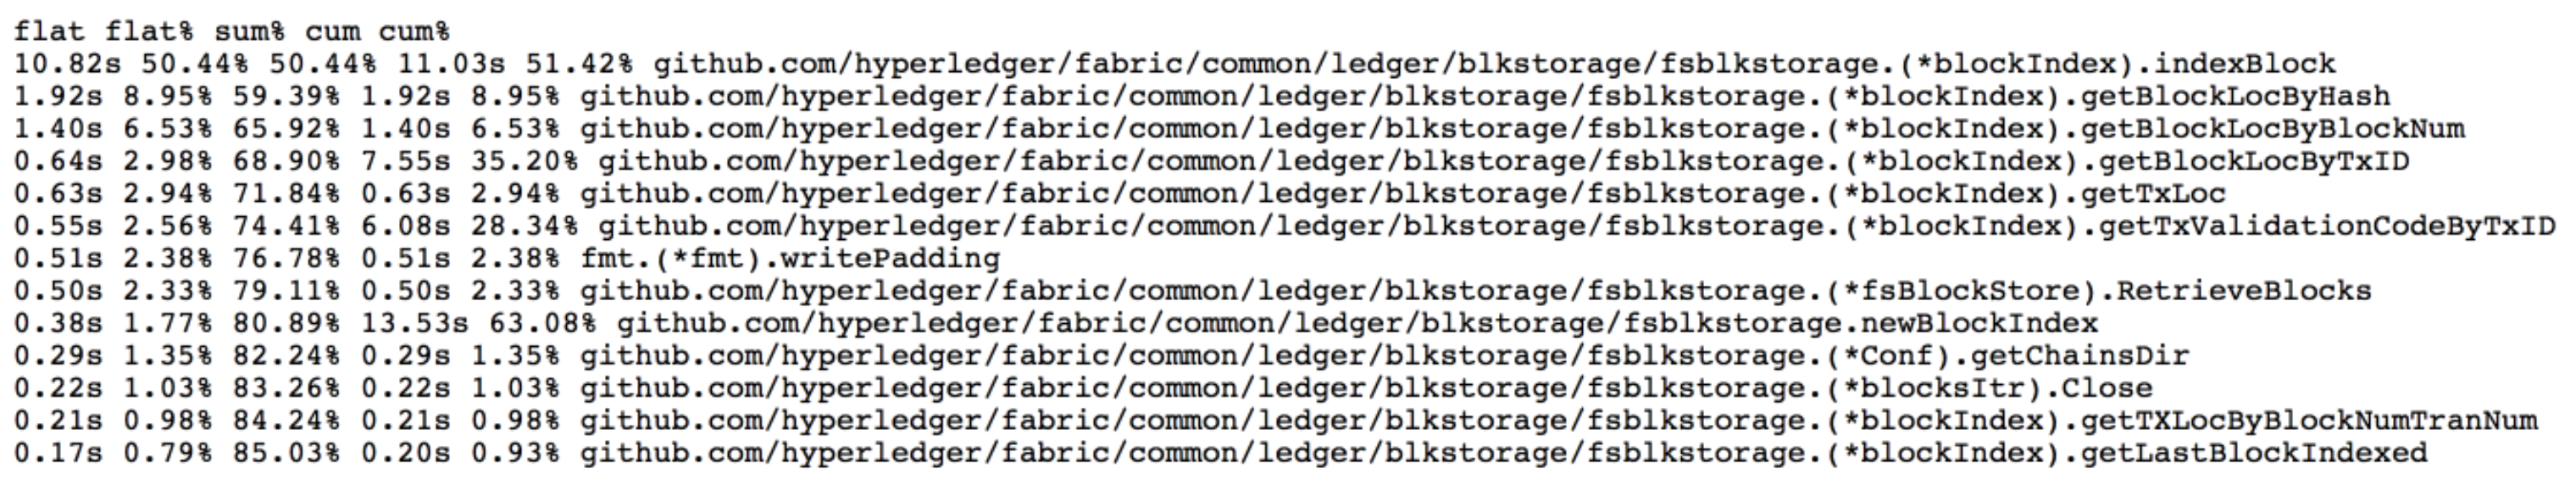 flat flat% sum% cum cum%
10.82s 50.44% 50.44% 11.03s 51.42% github.com/hyperledger/fabric/common/ledger/blkstorage/fsblkstorage.(*blockIndex).indexBlock
1.92s 8.95% 59.39% 1.92s 8.95% github.com/hyperledger/fabric/common/ledger/blkstorage/fsblkstorage.(*blockIndex).getBlockLocByHash
1.40s 6.53% 65.92% 1.40s 6.53% github.com/hyperledger/fabric/common/ledger/blkstorage/fsblkstorage.(*blockIndex).getBlockLocByBlockNum
0.64s 2.98% 68.90% 7.55s 35.20% github.com/hyperledger/fabric/common/ledger/blkstorage/fsblkstorage.(*blockIndex).getBlockLocByTxID
0.63s 2.94% 71.84% 0.63s 2.94% github.com/hyperledger/fabric/common/ledger/blkstorage/fsblkstorage.(*blockIndex).getTxLoc
0.55s 2.56% 74.41% 6.08s 28.34% github.com/hyperledger/fabric/common/ledger/blkstorage/fsblkstorage.(*blockIndex).getTxValidationCodeByTxID
0.51s 2.38% 76.78% 0.51s 2.38% fmt.(*fmt).writePadding
0.50s 2.33% 79.11% 0.50s 2.33% github.com/hyperledger/fabric/common/ledger/blkstorage/fsblkstorage.(*fsBlockStore).RetrieveBlocks
0.38s 1.77% 80.89% 13.53s 63.08% github.com/hyperledger/fabric/common/ledger/blkstorage/fsblkstorage.newBlockIndex
0.29s 1.35% 82.24% 0.29s 1.35% github.com/hyperledger/fabric/common/ledger/blkstorage/fsblkstorage.(*Conf).getChainsDir
0.22s 1.03% 83.26% 0.22s 1.03% github.com/hyperledger/fabric/common/ledger/blkstorage/fsblkstorage.(*blocksItr).Close
0.21s 0.98% 84.24% 0.21s 0.98% github.com/hyperledger/fabric/common/ledger/blkstorage/fsblkstorage.(*blockIndex).getTXLocByBlockNumTranNum
0.17s 0.79% 85.03% 0.20s 0.93% github.com/hyperledger/fabric/common/ledger/blkstorage/fsblkstorage.(*blockIndex).getLastBlockIndexed